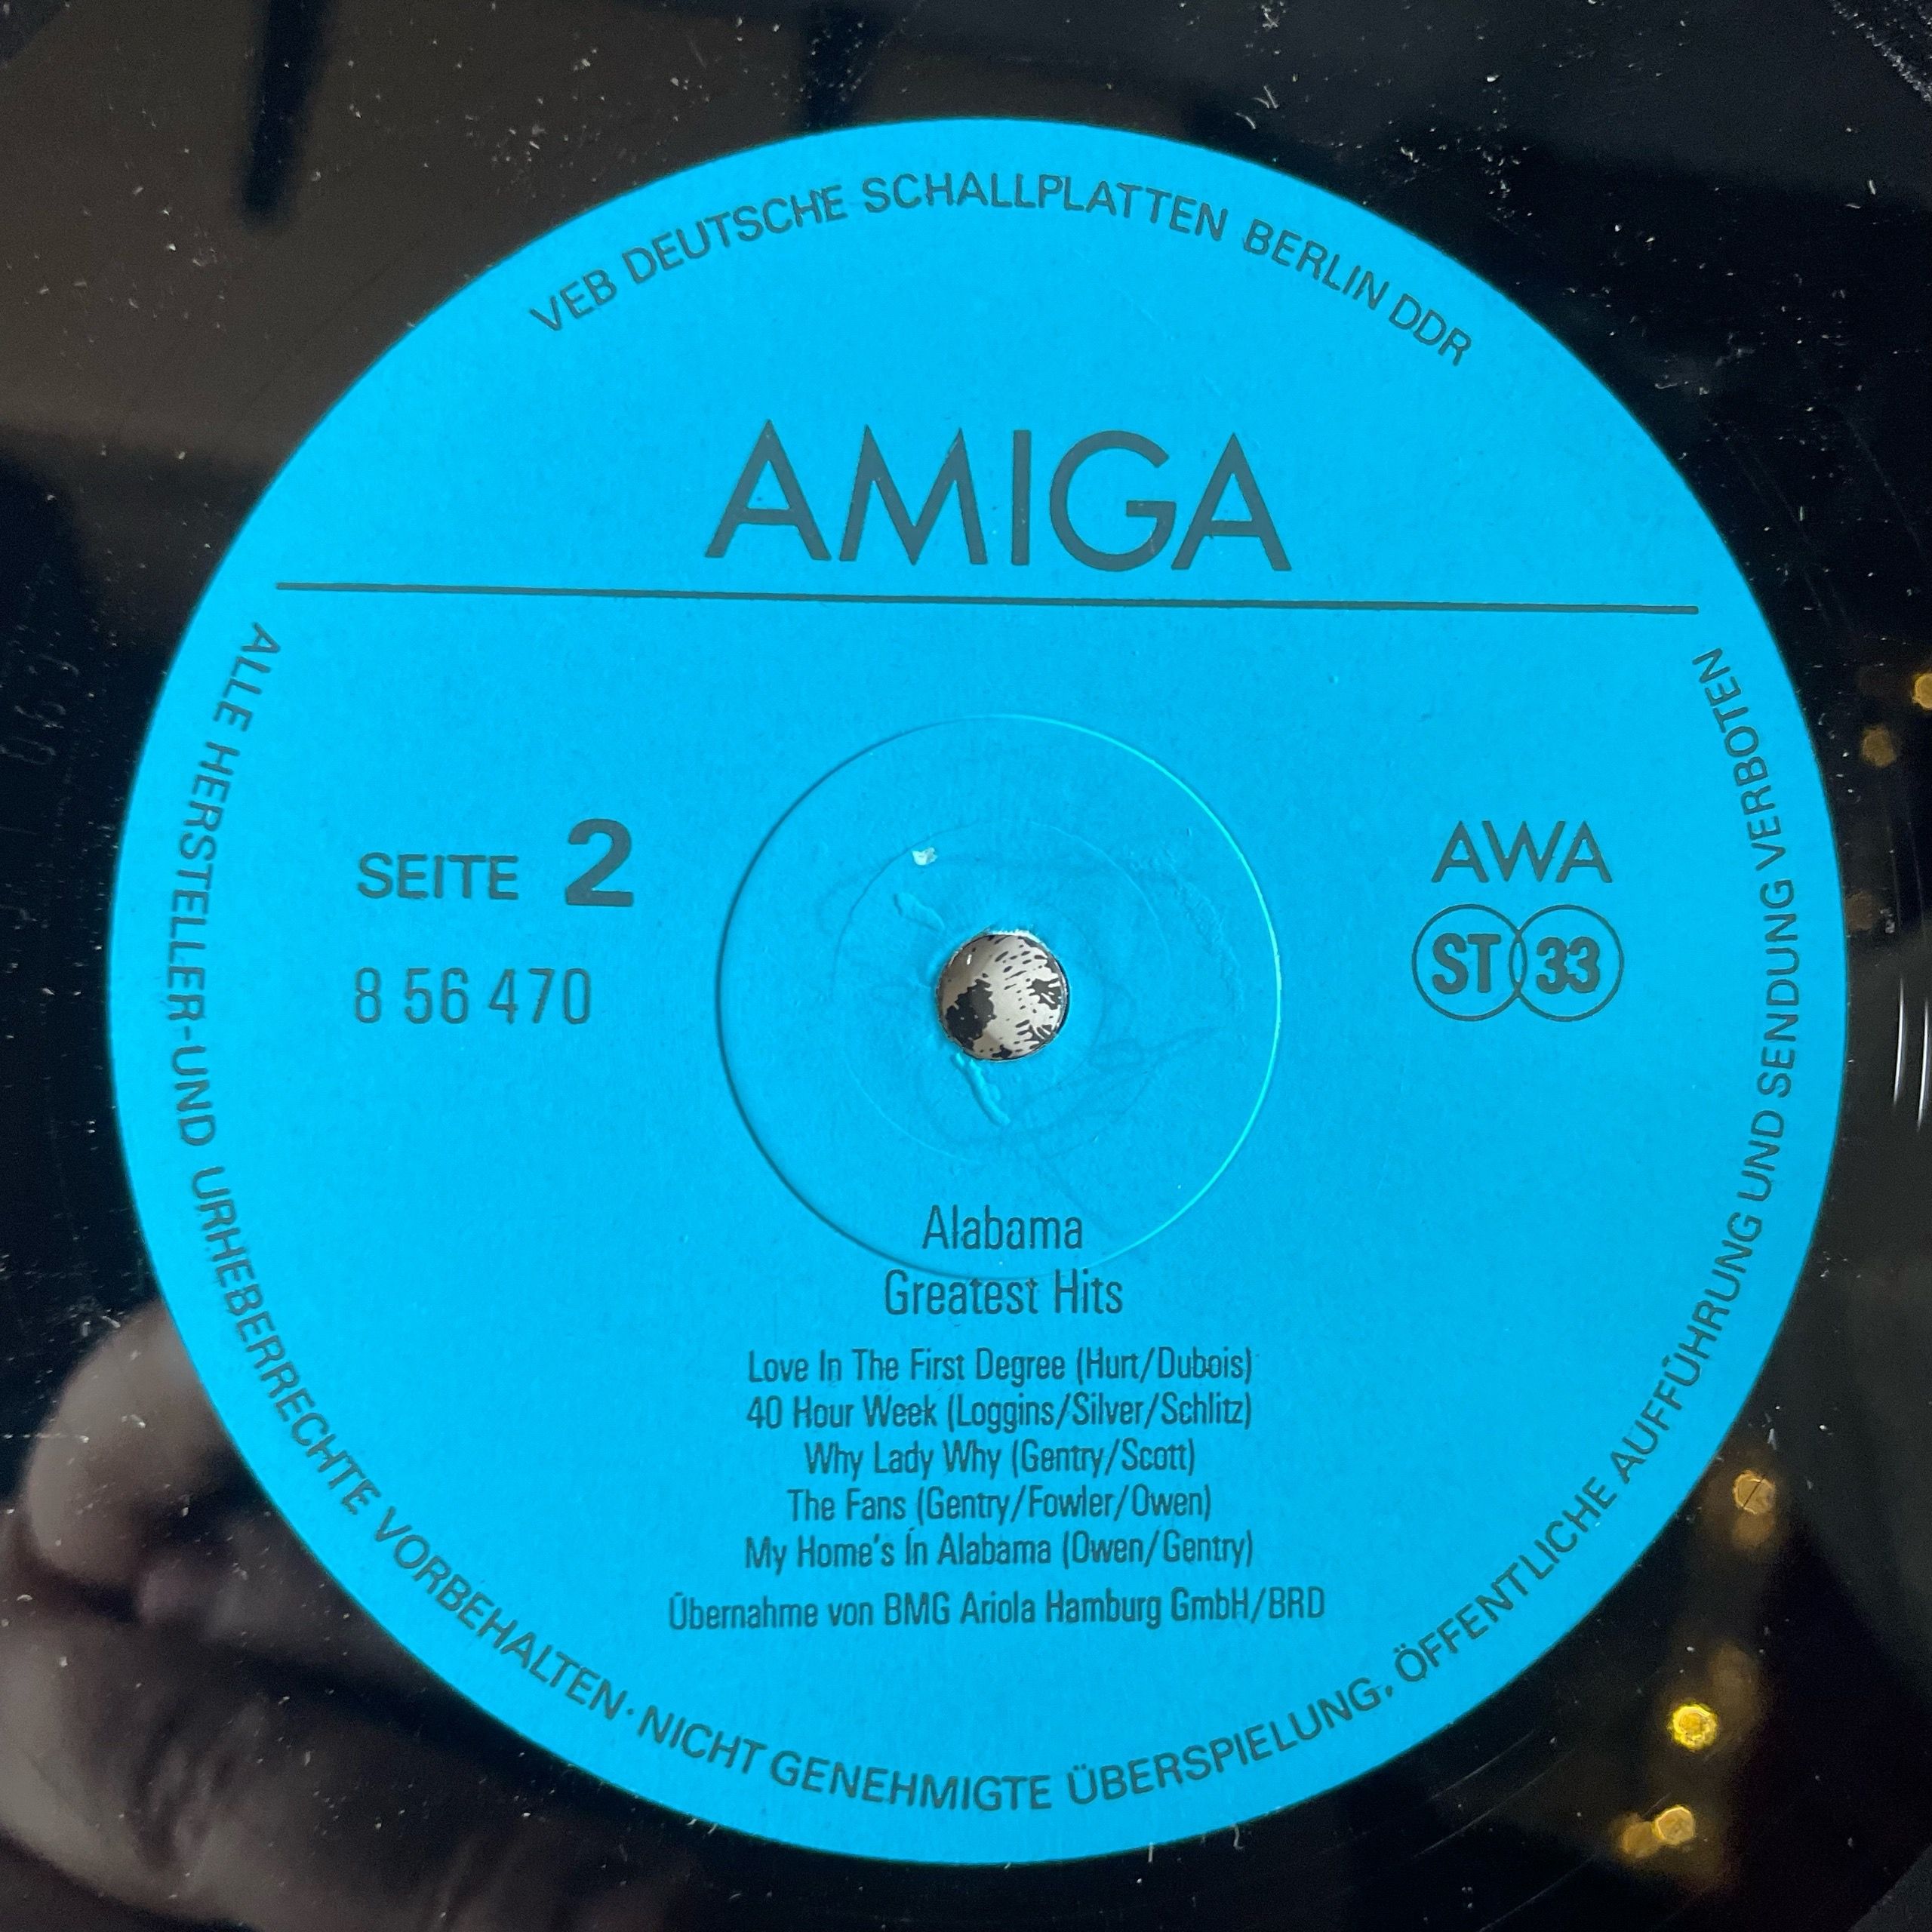 VEB DEUTSCHE SCHALLPLATTEN BERLIN DDR
AMIGA
SEITE 2
8 56 470
AWA
ST 33
Alabama
Greatest Hits
Love In The First Degree (Hurt/Dubois)
40 Hour Week (Loggins/Silver/Schlitz)
Why Lady Why (Gentry/Scott)
The Fans (Gentry/Fowler/Owen)
My Home's In Alabama (Owen/Gentry)
Übernahme von BMG Ariola Hamburg GmbH/BRD
ALLE HERSTELLER-UND URHEBERRECHTE VORBEHALTEN · NICHT GENEHMIGTE ÜBERSPIELUNG, ÖFFENTLICHE AUFFÜHRUNG UND SENDUNG VERBOTEN